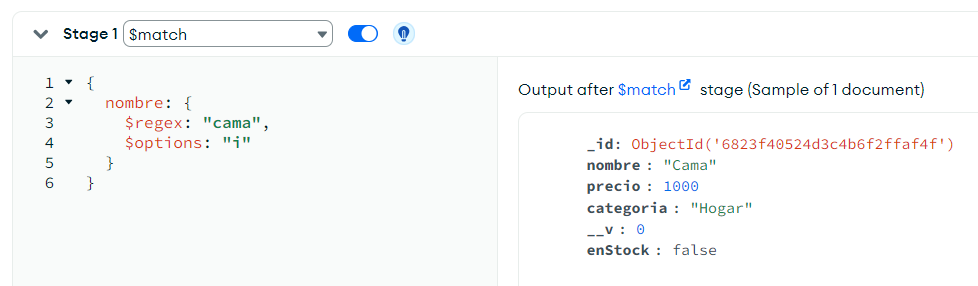 Stage 1 $match
1 {
2 nombre: {
3 $regex: "cama",
4 $options: "i"
5 }
6 }
Output after $match stage (Sample of 1 document)
_id: ObjectId('6823f40524d3c4b6f2ffaf4f')
nombre : "Cama"
precio : 1000
categoria : "Hogar"
__v : 0
enStock : false